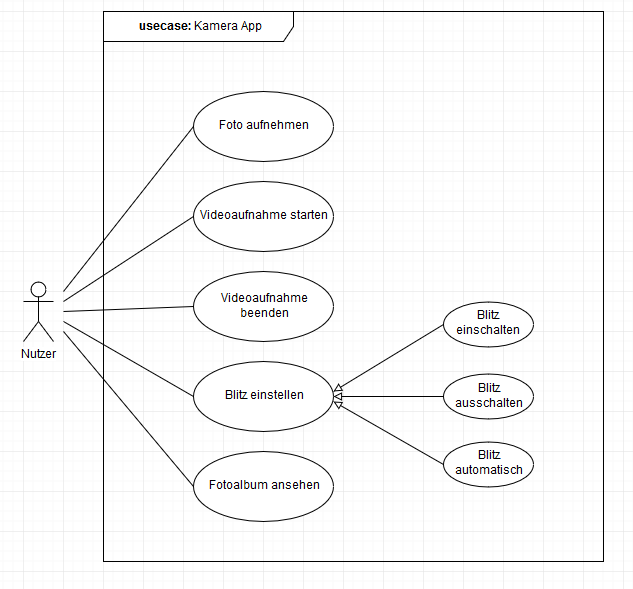 usecase: Kamera App
Foto aufnehmen
Videoaufnahme starten
Videoaufnahme
beenden
Blitz einstellen
Fotoalbum ansehen
Nutzer
Blitz
einschalten
Blitz
ausschalten
Blitz
automatisch